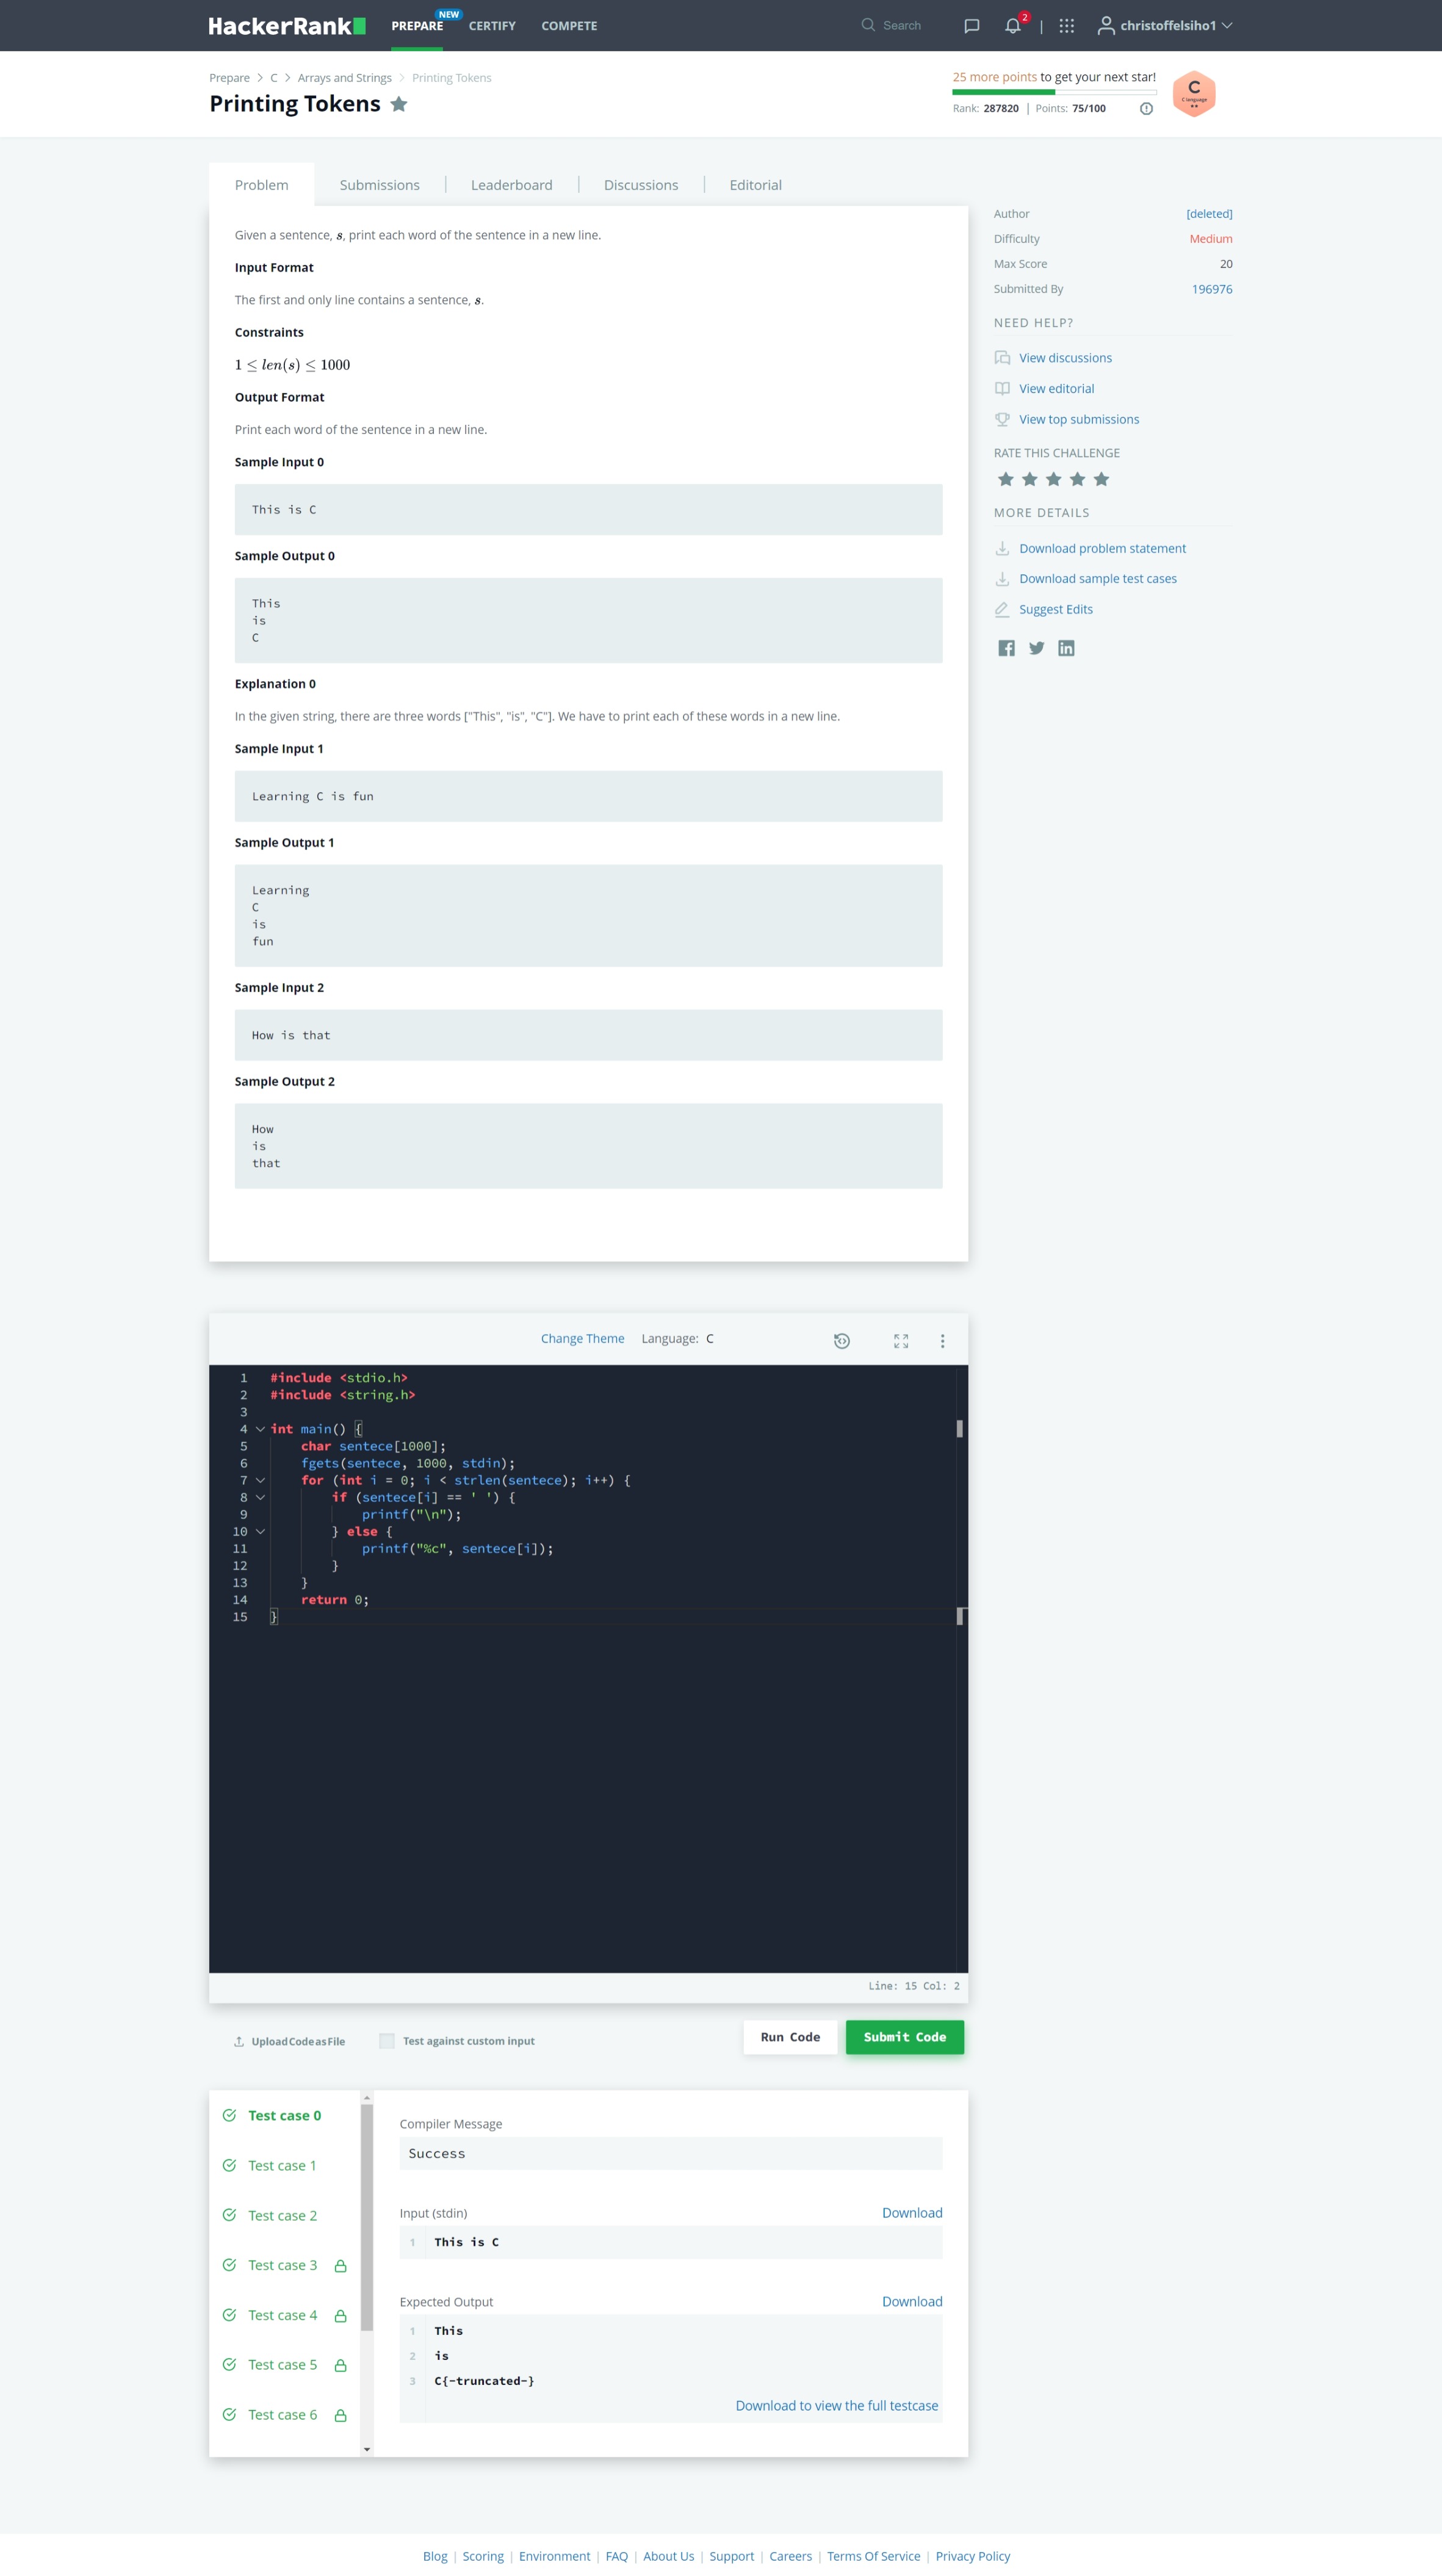 HackerRank
PREPARE
NEW
CERTIFY
COMPETE
Search
2
christoffelsiho1
Prepare > C > Arrays and Strings > Printing Tokens
Printing Tokens
25 more points to get your next star!
Rank: 287820 | Points: 75/100
C
C language
Problem
Submissions
Leaderboard
Discussions
Editorial
Given a sentence, s, print each word of the sentence in a new line.
Input Format
The first and only line contains a sentence, s.
Constraints
1 ≤ len(s) ≤ 1000
Output Format
Print each word of the sentence in a new line.
Sample Input 0
This is C
Sample Output 0
This
is
C
Explanation 0
In the given string, there are three words ["This", "is", "C"]. We have to print each of these words in a new line.
Sample Input 1
Learning C is fun
Sample Output 1
Learning
C
is
fun
Sample Input 2
How is that
Sample Output 2
How
is
that
Author [deleted]
Difficulty Medium
Max Score 20
Submitted By 196976
NEED HELP?
View discussions
View editorial
View top submissions
RATE THIS CHALLENGE
MORE DETAILS
Download problem statement
Download sample test cases
Suggest Edits
Change Theme Language: C
1 #include <stdio.h>
2 #include <string.h>
3
4 int main() {
5     char sentece[1000];
6     fgets(sentece, 1000, stdin);
7     for (int i = 0; i < strlen(sentece); i++) {
8         if (sentece[i] == ' ') {
9             printf("\n");
10         } else {
11             printf("%c", sentece[i]);
12         }
13     }
14     return 0;
15 }
Line: 15 Col: 2
Upload Code as File
Test against custom input
Run Code
Submit Code
Test case 0
Test case 1
Test case 2
Test case 3
Test case 4
Test case 5
Test case 6
Compiler Message
Success
Input (stdin) Download
1 This is C
Expected Output Download
1 This
2 is
3 C{-truncated-}
Download to view the full testcase
Blog | Scoring | Environment | FAQ | About Us | Support | Careers | Terms Of Service | Privacy Policy